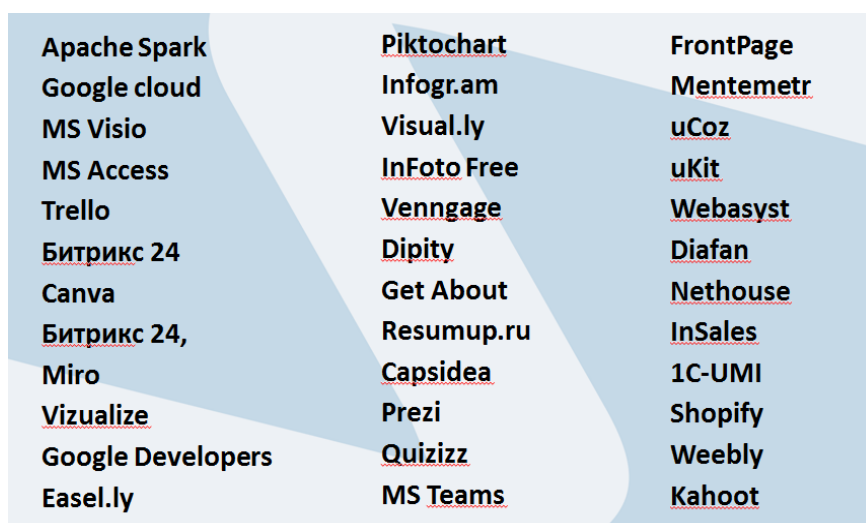 Apache Spark
Google cloud
MS Visio
MS Access
Trello
Битрикс 24
Canva
Битрикс 24,
Miro
Vizualize
Google Developers
Easel.ly
Piktochart
Infogr.am
Visual.ly
InFoto Free
Venngage
Dipity
Get About
Resumup.ru
Capsidea
Prezi
Quizizz
MS Teams
FrontPage
Mentemetr
uCoz
uKit
Webasyst
Diafan
Nethouse
InSales
1C-UMI
Shopify
Weebly
Kahoot